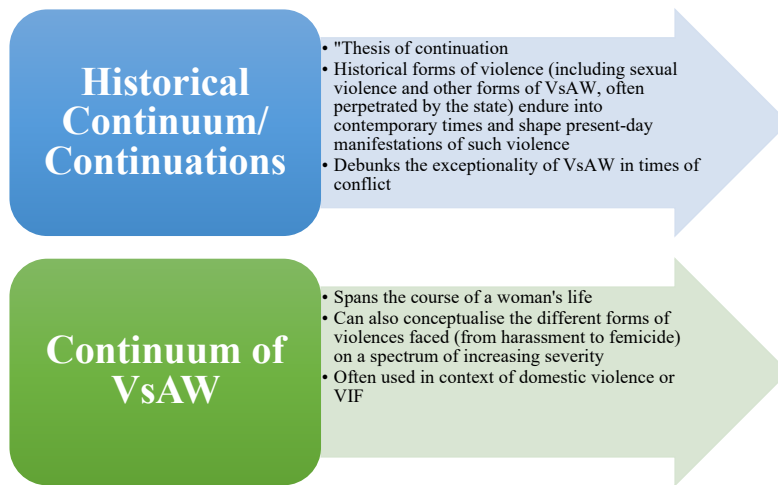 Historical
Continuum/
Continuations
• "Thesis of continuation
• Historical forms of violence (including sexual
violence and other forms of VsAW, often
perpetrated by the state) endure into
contemporary times and shape present-day
manifestations of such violence
• Debunks the exceptionality of VsAW in times of
conflict
Continuum of
VsAW
• Spans the course of a woman's life
• Can also conceptualise the different forms of
violences faced (from harassment to femicide)
on a spectrum of increasing severity
• Often used in context of domestic violence or
VIF